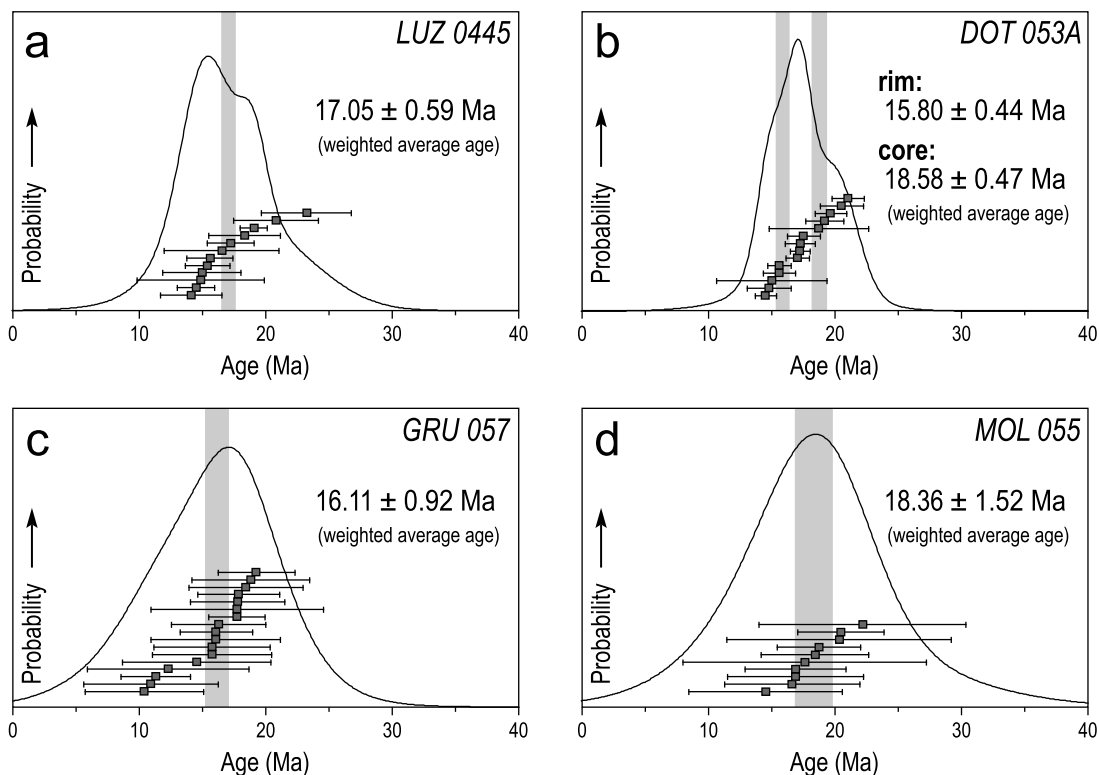 a
LUZ 0445
17.05 ± 0.59 Ma
(weighted average age)
Probability
0 10 20 30 40
Age (Ma)
b
DOT 053A
rim:
15.80 ± 0.44 Ma
core:
18.58 ± 0.47 Ma
(weighted average age)
Probability
0 10 20 30 40
Age (Ma)
c
GRU 057
16.11 ± 0.92 Ma
(weighted average age)
Probability
0 10 20 30 40
Age (Ma)
d
MOL 055
18.36 ± 1.52 Ma
(weighted average age)
Probability
0 10 20 30 40
Age (Ma)